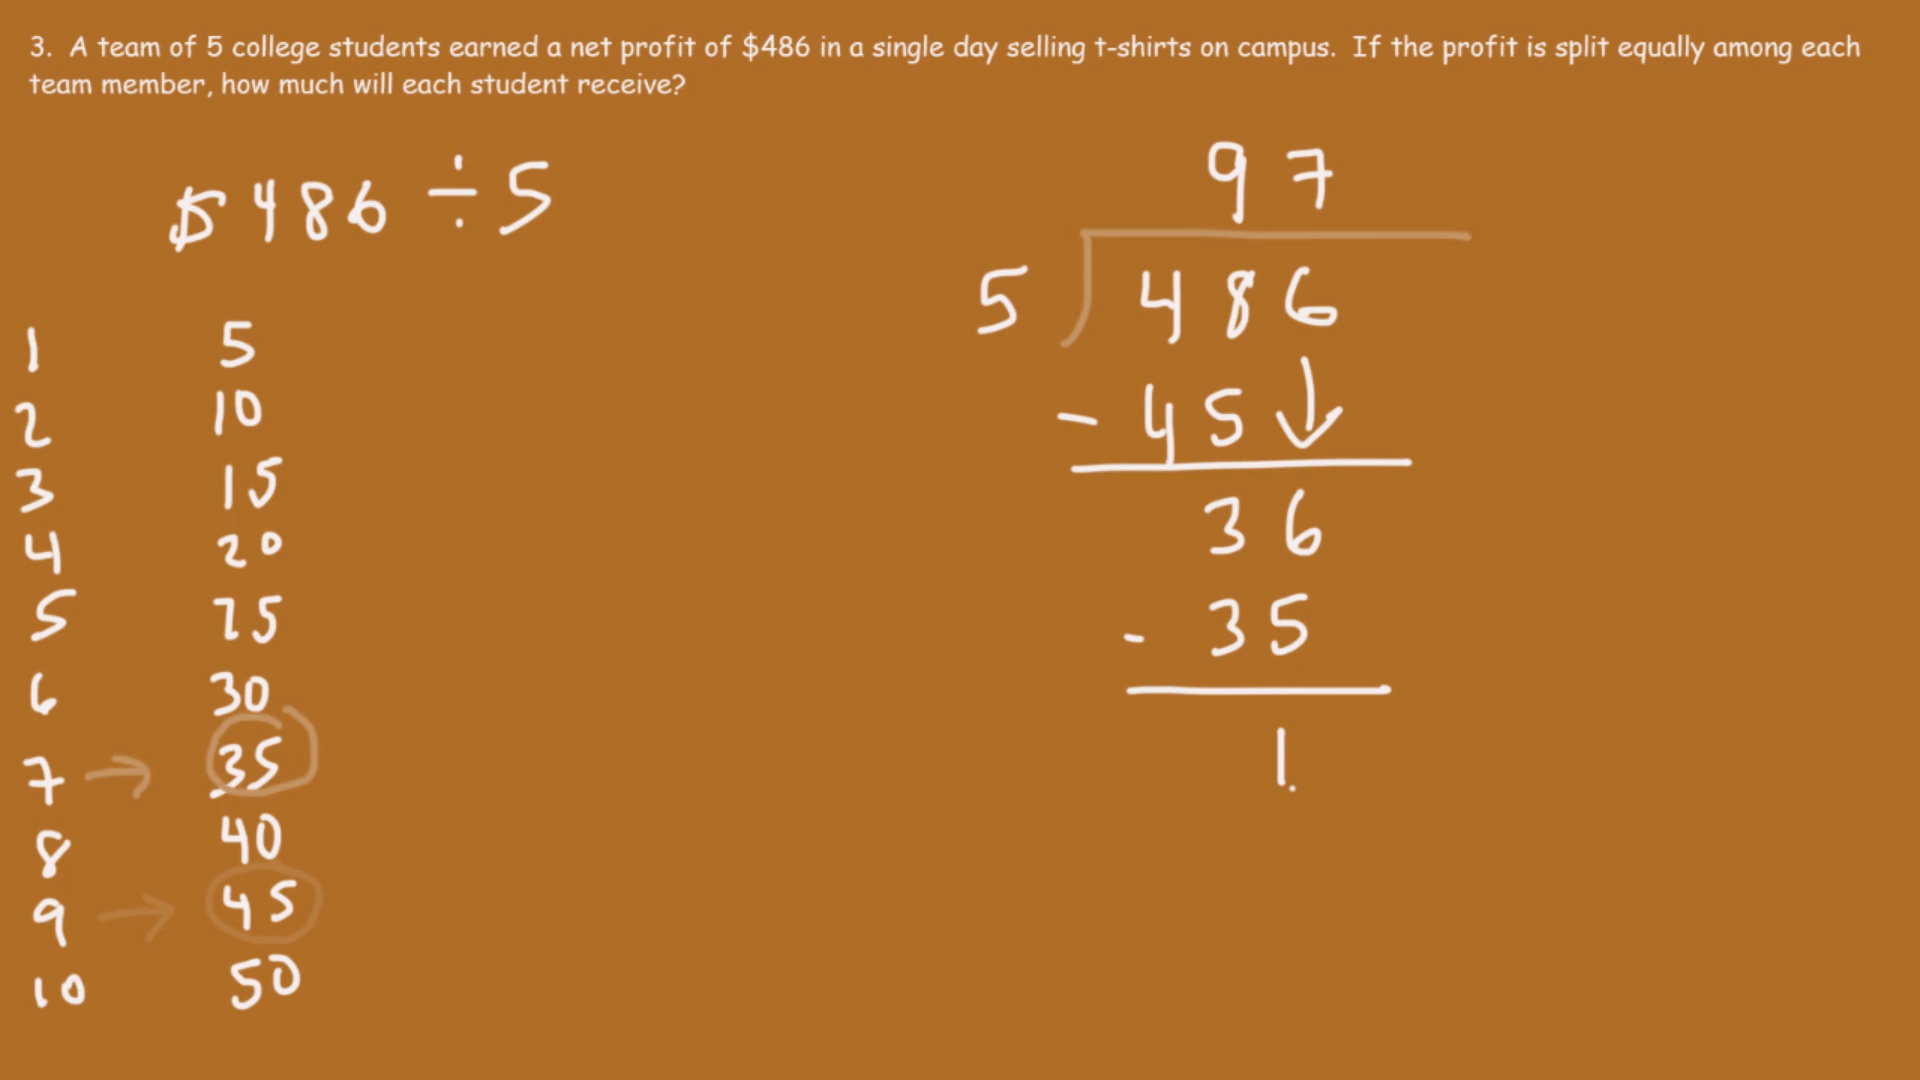 3. A team of 5 college students earned a net profit of $486 in a single day selling t-shirts on campus. If the profit is split equally among each
team member, how much will each student receive?
$486 ÷ 5
1 5
2 10
3 15
4 20
5 25
6 30
7 → 35
8 40
9 → 45
10 50
97
5 486
- 45 ↓
36
- 35
1.